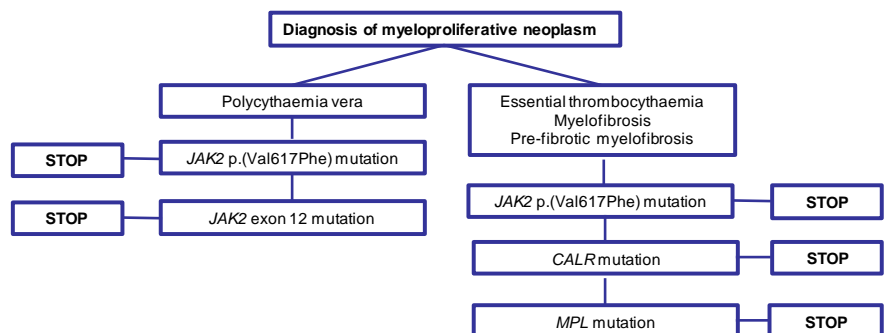 Diagnosis of myeloproliferative neoplasm
Polycythaemia vera
STOP
JAK2 p.(Val617Phe) mutation
STOP
JAK2 exon 12 mutation
Essential thrombocythaemia
Myelofibrosis
Pre-fibrotic myelofibrosis
JAK2 p.(Val617Phe) mutation
STOP
CALR mutation
STOP
MPL mutation
STOP